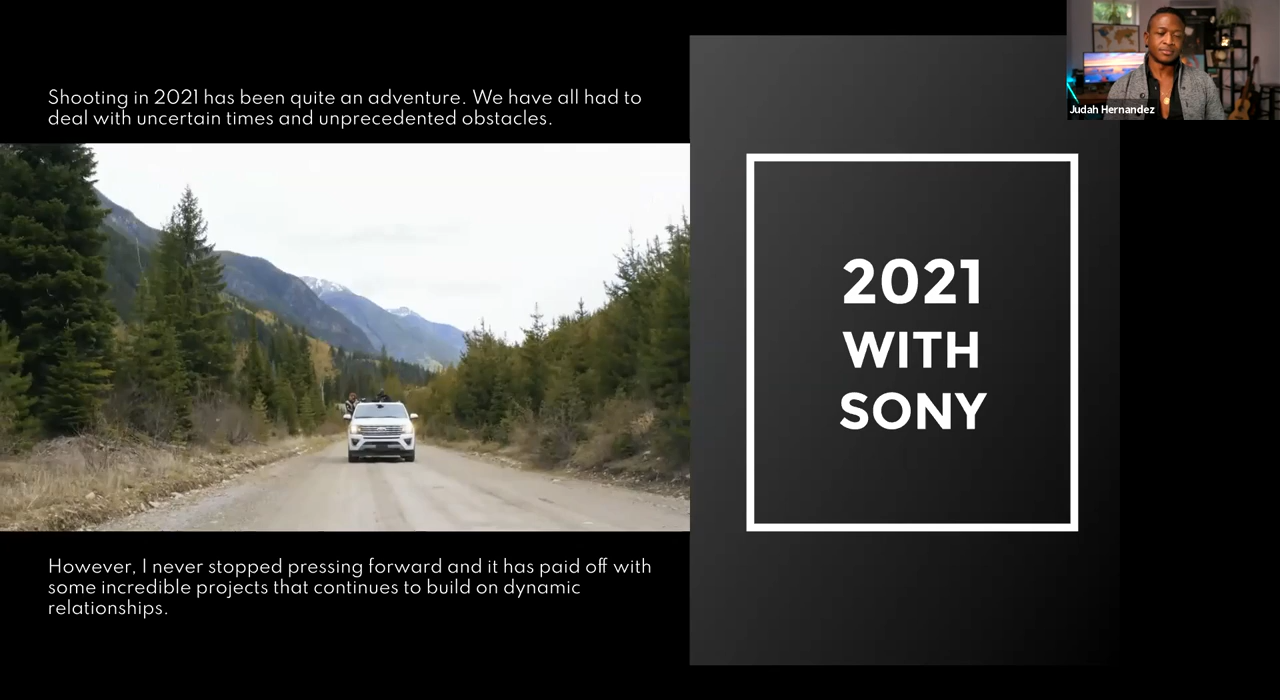 Shooting in 2021 has been quite an adventure. We have all had to
deal with uncertain times and unprecedented obstacles.
However, I never stopped pressing forward and it has paid off with
some incredible projects that continues to build on dynamic
relationships.
2021
WITH
SONY
Judah Hernandez